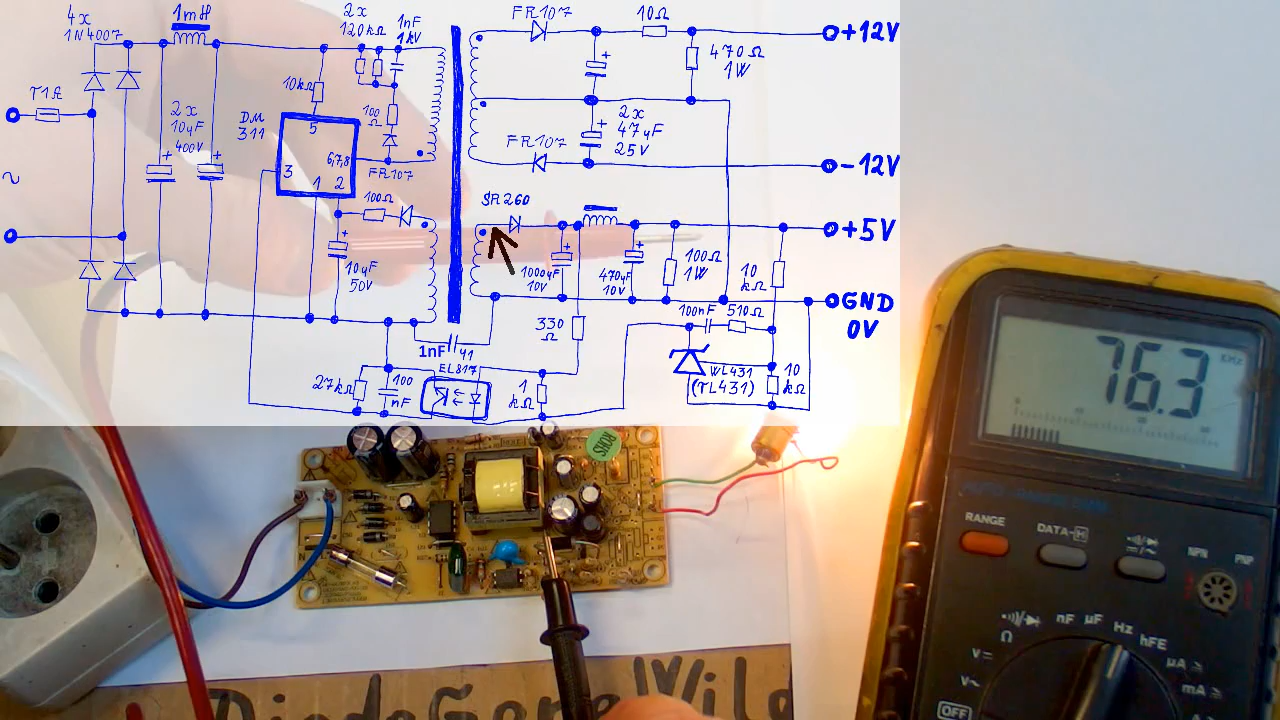 4x
1N4007
1mH
2x
120kΩ
1nF
1kV
FR107
10Ω
+12V
470Ω
1W
T1A
10kΩ
100
Ω
DM
311
5
2x
10µF
400V
3
6,7,8
1
2
FR107
FR107
2x
47µF
25V
-12V
~
100Ω
SR260
+5V
10µF
50V
1000µF
10V
470µF
10V
100Ω
1W
10
kΩ
GND
0V
330
Ω
100nF
510Ω
1nF
Y1
EL817
WL431
(TL431)
10
kΩ
27kΩ
100
nF
1
kΩ
76.3
KHz
RANGE
DATA-H
NPN
PNP
Ω
nF
µF
Hz
hFE
V
V~
µA
mA
OFF
ROHS
DiodeGoneWild